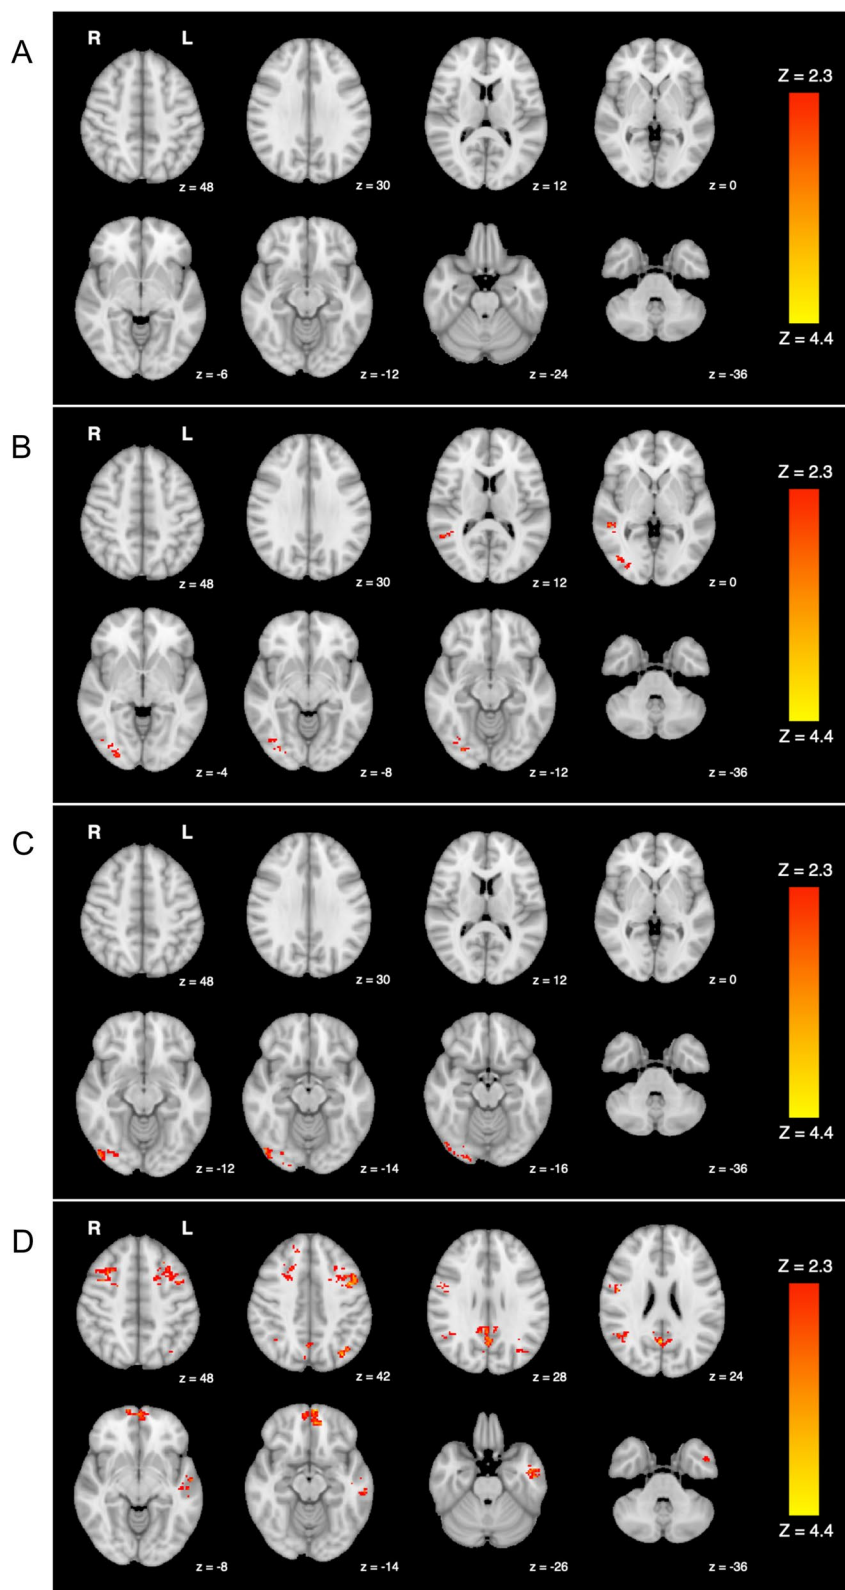 A
R L
Z = 2.3
z = 48
z = 30
z = 12
z = 0
Z = 4.4
z = -6
z = -12
z = -24
z = -36
B
R L
Z = 2.3
z = 48
z = 30
z = 12
z = 0
Z = 4.4
z = -4
z = -8
z = -12
z = -36
C
R L
Z = 2.3
z = 48
z = 30
z = 12
z = 0
Z = 4.4
z = -12
z = -14
z = -16
z = -36
D
R L
Z = 2.3
z = 48
z = 42
z = 28
z = 24
Z = 4.4
z = -8
z = -14
z = -26
z = -36